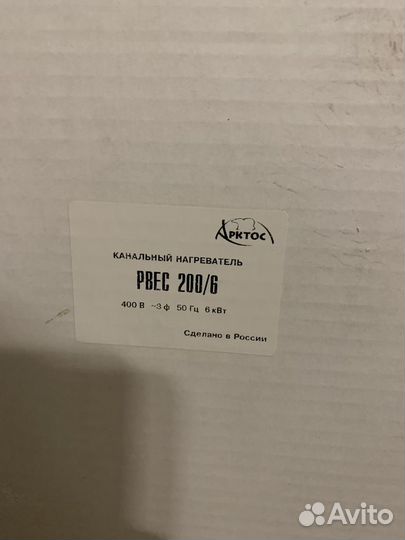 АРКТОС
КАНАЛЬНЫЙ НАГРЕВАТЕЛЬ
PBEC 200/6
400 В ~3 ф 50 Гц 6 кВт
Сделано в России
Avito